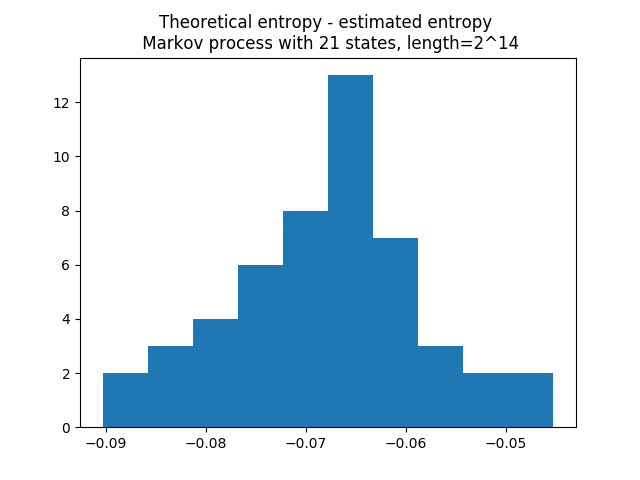 Theoretical entropy - estimated entropy
Markov process with 21 states, length=2^14
12
10
8
6
4
2
0
−0.09 −0.08 −0.07 −0.06 −0.05